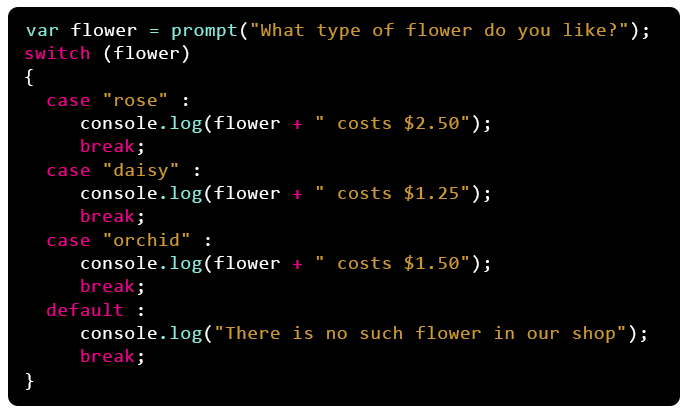 var flower = prompt("What type of flower do you like?");
switch (flower)
{
  case "rose" :
     console.log(flower + " costs $2.50");
     break;
  case "daisy" :
     console.log(flower + " costs $1.25");
     break;
  case "orchid" :
     console.log(flower + " costs $1.50");
     break;
  default :
     console.log("There is no such flower in our shop");
     break;
}